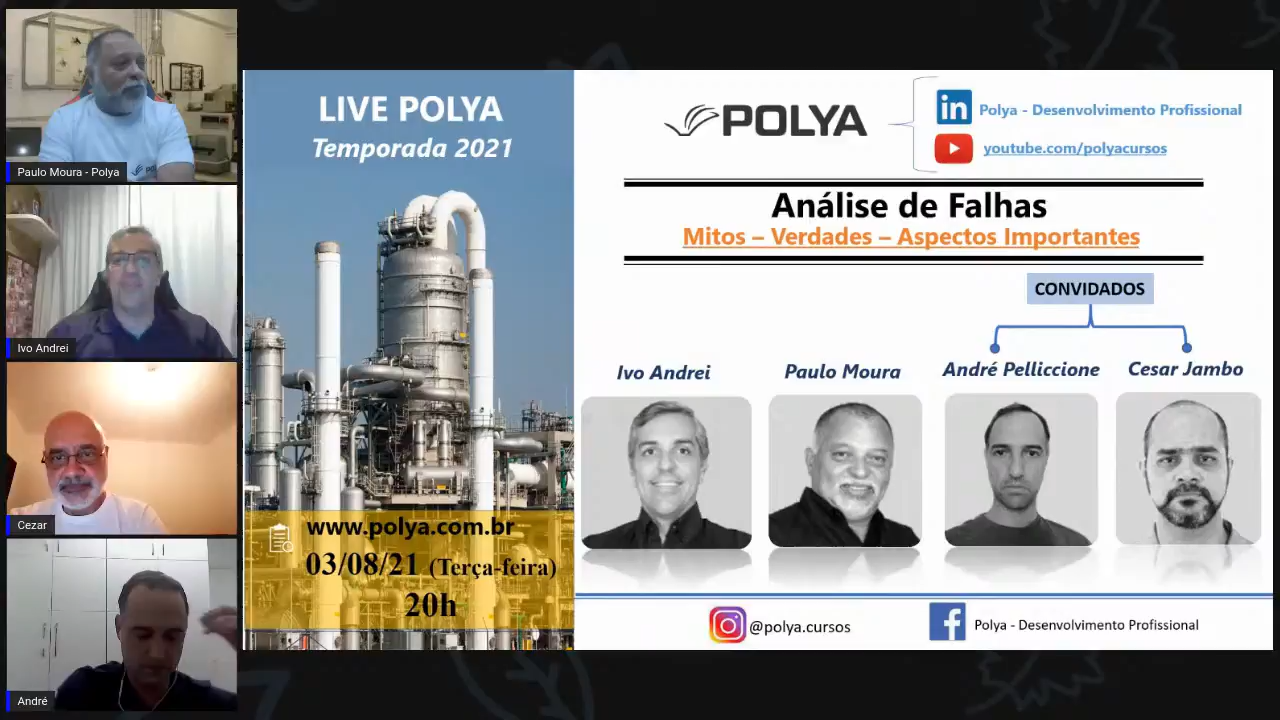 Paulo Moura - Polya
Ivo Andrei
Cezar
André
LIVE POLYA
Temporada 2021
www.polya.com.br
03/08/21 (Terça-feira)
20h
POLYA
in Polya - Desenvolvimento Profissional
youtube.com/polyacursos
Análise de Falhas
Mitos – Verdades – Aspectos Importantes
CONVIDADOS
Ivo Andrei
Paulo Moura
André Pelliccione
Cesar Jambo
@polya.cursos
Polya - Desenvolvimento Profissional